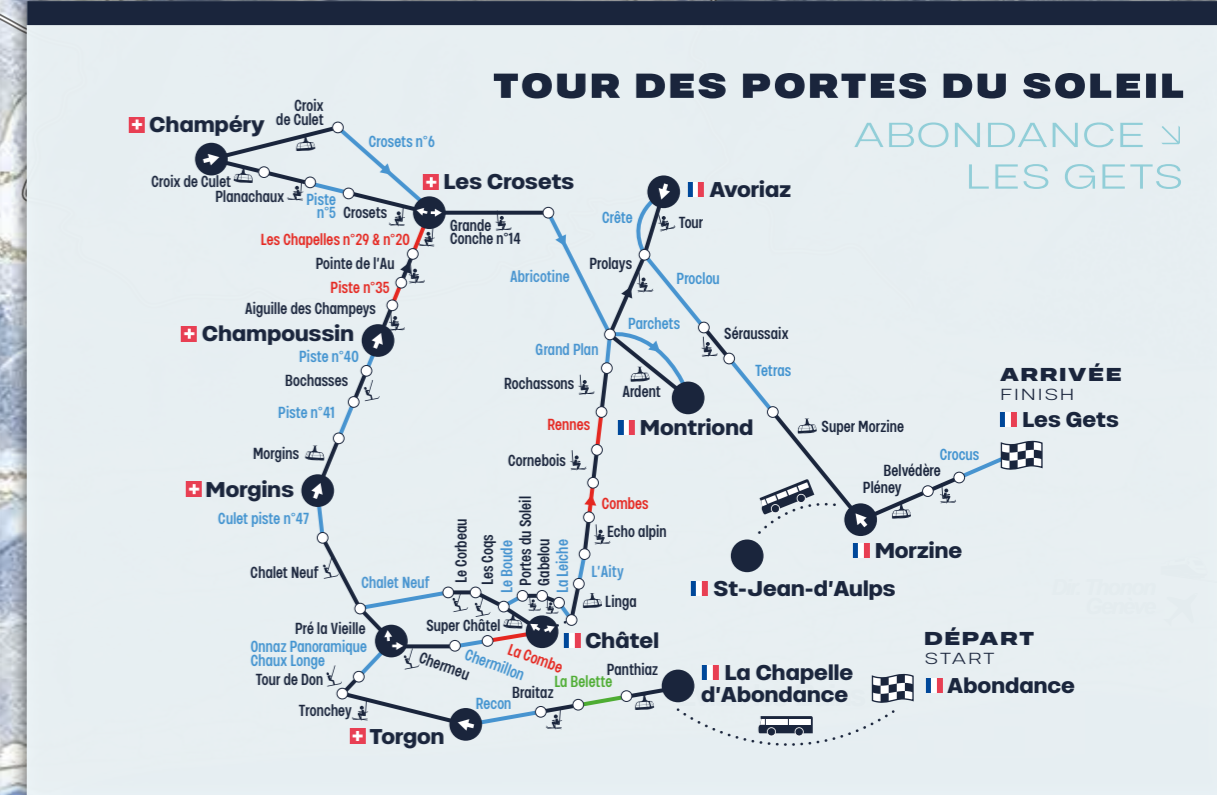 TOUR DES PORTES DU SOLEIL
ABONDANCE
LES GETS
Croix
de Culet
Champéry
Crosets n°6
Croix de Culet
Planachaux
Piste
n°5
Crosets
Les Crosets
Grande
Conche n°14
Les Chapelles n°29 & n°20
Pointe de l'Au
Piste n°35
Aiguille des Champeys
Champoussin
Piste n°40
Bochasses
Piste n°41
Morgins
Morgins
Culet piste n°47
Chalet Neuf
Chalet Neuf
Le Corbeau
Les Coqs
Le Boude
Portes du Soleil
Gabelou
La Leiche
Pré la Vieille
Onnaz Panoramique
Chaux Longe
Tour de Don
Tronchey
Torgon
Super Châtel
Chermeu
Chermillon
La Combe
Châtel
Recon
Braitaz
La Belette
Panthiaz
La Chapelle
d'Abondance
DÉPART
START
Abondance
Linga
L'Aity
Echo alpin
Combes
Cornebois
Rennes
Rochassons
Grand Plan
Abricotine
Parchets
Ardent
Montriond
Prolays
Crête
Tour
Avoriaz
Proclou
Séraussaix
Tetras
Super Morzine
Morzine
St-Jean-d'Aulps
Pléney
Belvédère
Crocus
ARRIVÉE
FINISH
Les Gets